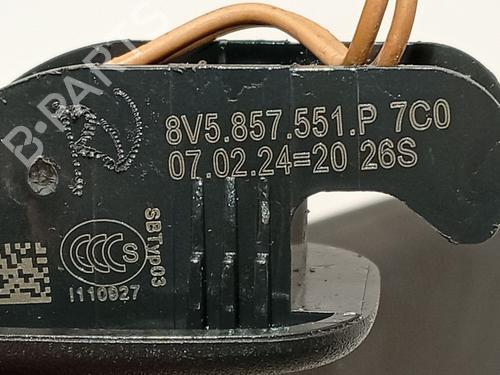 8V5.857.551.P 7C0
07.02.24=20 26S
SBTyp03
CCC S
I110927
B-PARTS